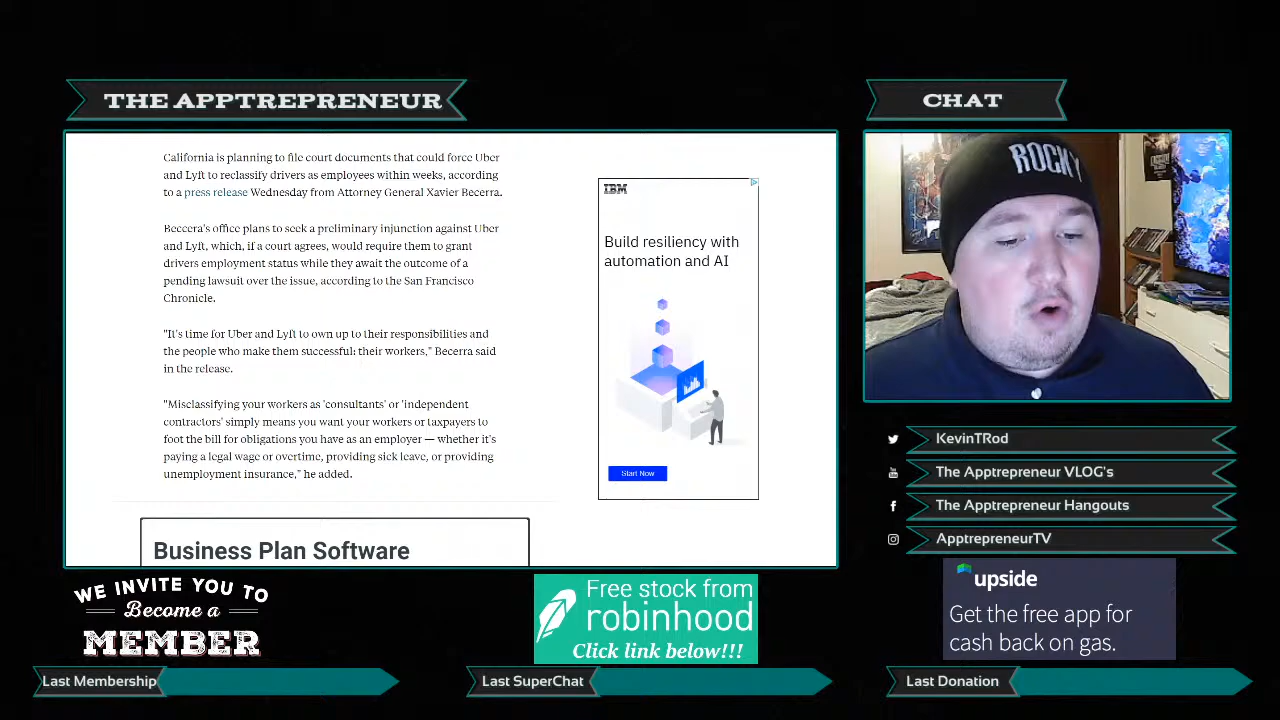 THE APPTREPRENEUR
CHAT
California is planning to file court documents that could force Uber
and Lyft to reclassify drivers as employees within weeks, according
to a press release Wednesday from Attorney General Xavier Becerra.
Beccera's office plans to seek a preliminary injunction against Uber
and Lyft, which, if a court agrees, would require them to grant
drivers employment status while they await the outcome of a
pending lawsuit over the issue, according to the San Francisco
Chronicle.
"It's time for Uber and Lyft to own up to their responsibilities and
the people who make them successful: their workers," Becerra said
in the release.
"Misclassifying your workers as 'consultants' or 'independent
contractors' simply means you want your workers or taxpayers to
foot the bill for obligations you have as an employer — whether it's
paying a legal wage or overtime, providing sick leave, or providing
unemployment insurance," he added.
Business Plan Software
IBM
Build resiliency with
automation and AI
Start Now
ROCKY
KevinTRod
The Apptrepreneur VLOG's
The Apptrepreneur Hangouts
ApptrepreneurTV
WE INVITE YOU TO
Become a
MEMBER
Free stock from
robinhood
Click link below!!!
upside
Get the free app for
cash back on gas.
Last Membership
Last SuperChat
Last Donation